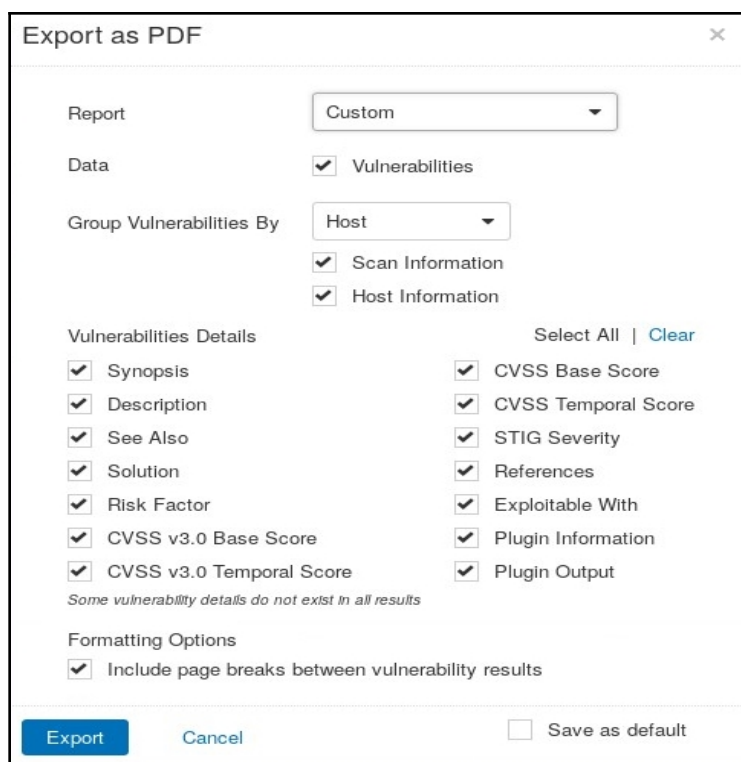 Export as PDF ×
Report Custom
Data Vulnerabilities
Group Vulnerabilities By Host
Scan Information
Host Information
Vulnerabilities Details Select All | Clear
Synopsis CVSS Base Score
Description CVSS Temporal Score
See Also STIG Severity
Solution References
Risk Factor Exploitable With
CVSS v3.0 Base Score Plugin Information
CVSS v3.0 Temporal Score Plugin Output
Some vulnerability details do not exist in all results
Formatting Options
Include page breaks between vulnerability results
Export Cancel Save as default